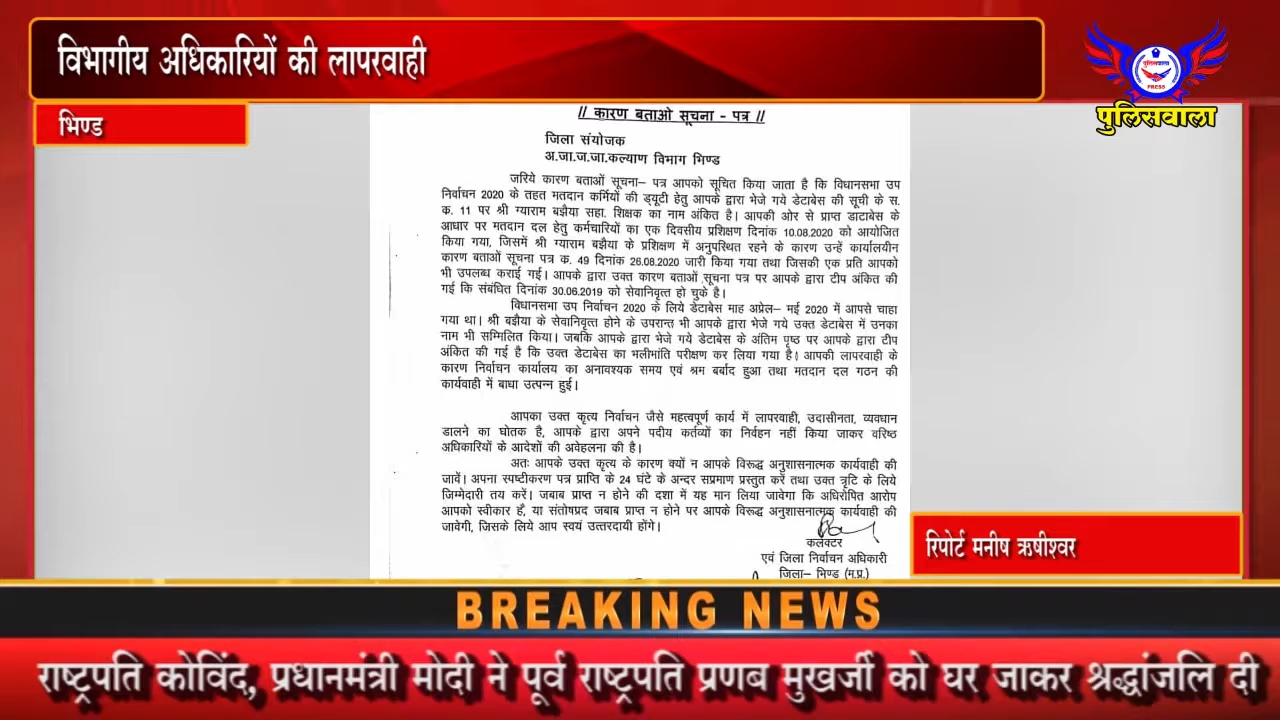 विभागीय अधिकारियों की लापरवाही
पुलिसवाला
PRESS
पुलिसवाला
भिण्ड
// कारण बताओ सूचना - पत्र //
जिला संयोजक
अ.जा.ज.जा.कल्याण विभाग भिण्ड
जरिये कारण बताओं सूचना– पत्र आपको सूचित किया जाता है कि विधानसभा उप
निर्वाचन 2020 के तहत मतदान कर्मियों की ड्यूटी हेतु आपके द्वारा भेजे गये डेटाबेस की सूची के स.
क. 11 पर श्री ग्याराम बझैया सहा. शिक्षक का नाम अंकित है। आपकी ओर से प्राप्त डाटाबेस के
आधार पर मतदान दल हेतु कर्मचारियों का एक दिवसीय प्रशिक्षण दिनांक 10.08.2020 को आयोजित
किया गया, जिसमें श्री ग्याराम बझैया के प्रशिक्षण में अनुपस्थित रहने के कारण उन्हें कार्यालयीन
कारण बताओं सूचना पत्र क. 49 दिनांक 26.08.2020 जारी किया गया तथा जिसकी एक प्रति आपको
भी उपलब्ध कराई गई। आपके द्वारा उक्त कारण बताओं सूचना पत्र पर आपके द्वारा टीप अंकित की
गई कि संबंधित दिनांक 30.06.2019 को सेवानिवृत्त हो चुके है।
विधानसभा उप निर्वाचन 2020 के लिये डेटाबेस माह अप्रेल– मई 2020 में आपसे चाहा
गया था। श्री बझैया के सेवानिवृत्त होने के उपरान्त भी आपके द्वारा भेजे गये उक्त डेटाबेस में उनका
नाम भी सम्मिलित किया। जबकि आपके द्वारा भेजे गये डेटाबेस के अंतिम पृष्ठ पर आपके द्वारा टीप
अंकित की गई है कि उक्त डेटाबेस का भलीभांति परीक्षण कर लिया गया है। आपकी लापरवाही के
कारण निर्वाचन कार्यालय का अनावश्यक समय एवं श्रम बर्बाद हुआ तथा मतदान दल गठन की
कार्यवाही में बाधा उत्पन्न हुई।
आपका उक्त कृत्य निर्वाचन जैसे महत्वपूर्ण कार्य में लापरवाही, उदासीनता, व्यवधान
डालने का घोतक है, आपके द्वारा अपने पदीय कर्तव्यों का निर्वहन नहीं किया जाकर वरिष्ठ
अधिकारियों के आदेशों की अवेहलना की है।
अतः आपके उक्त कृत्य के कारण क्यों न आपके विरूद्ध अनुशासनात्मक कार्यवाही की
जावें। अपना स्पष्टीकरण पत्र प्राप्ति के 24 घंटे के अन्दर सप्रमाण प्रस्तुत करें तथा उक्त त्रृटि के लिये
जिम्मेदारी तय करें। जबाब प्राप्त न होने की दशा में यह मान लिया जावेगा कि अधिरोपित आरोप
आपको स्वीकार हैं, या संतोषप्रद जबाब प्राप्त न होने पर आपके विरूद्ध अनुशासनात्मक कार्यवाही की
जावेगी, जिसके लिये आप स्वयं उत्तरदायी होंगे।
कलेक्टर
एवं जिला निर्वाचन अधिकारी
जिला– भिण्ड (म.प्र.)
रिपोर्ट मनीष ऋषीश्वर
BREAKING NEWS
राष्ट्रपति कोविंद, प्रधानमंत्री मोदी ने पूर्व राष्ट्रपति प्रणब मुखर्जी को घर जाकर श्रद्धांजलि दी